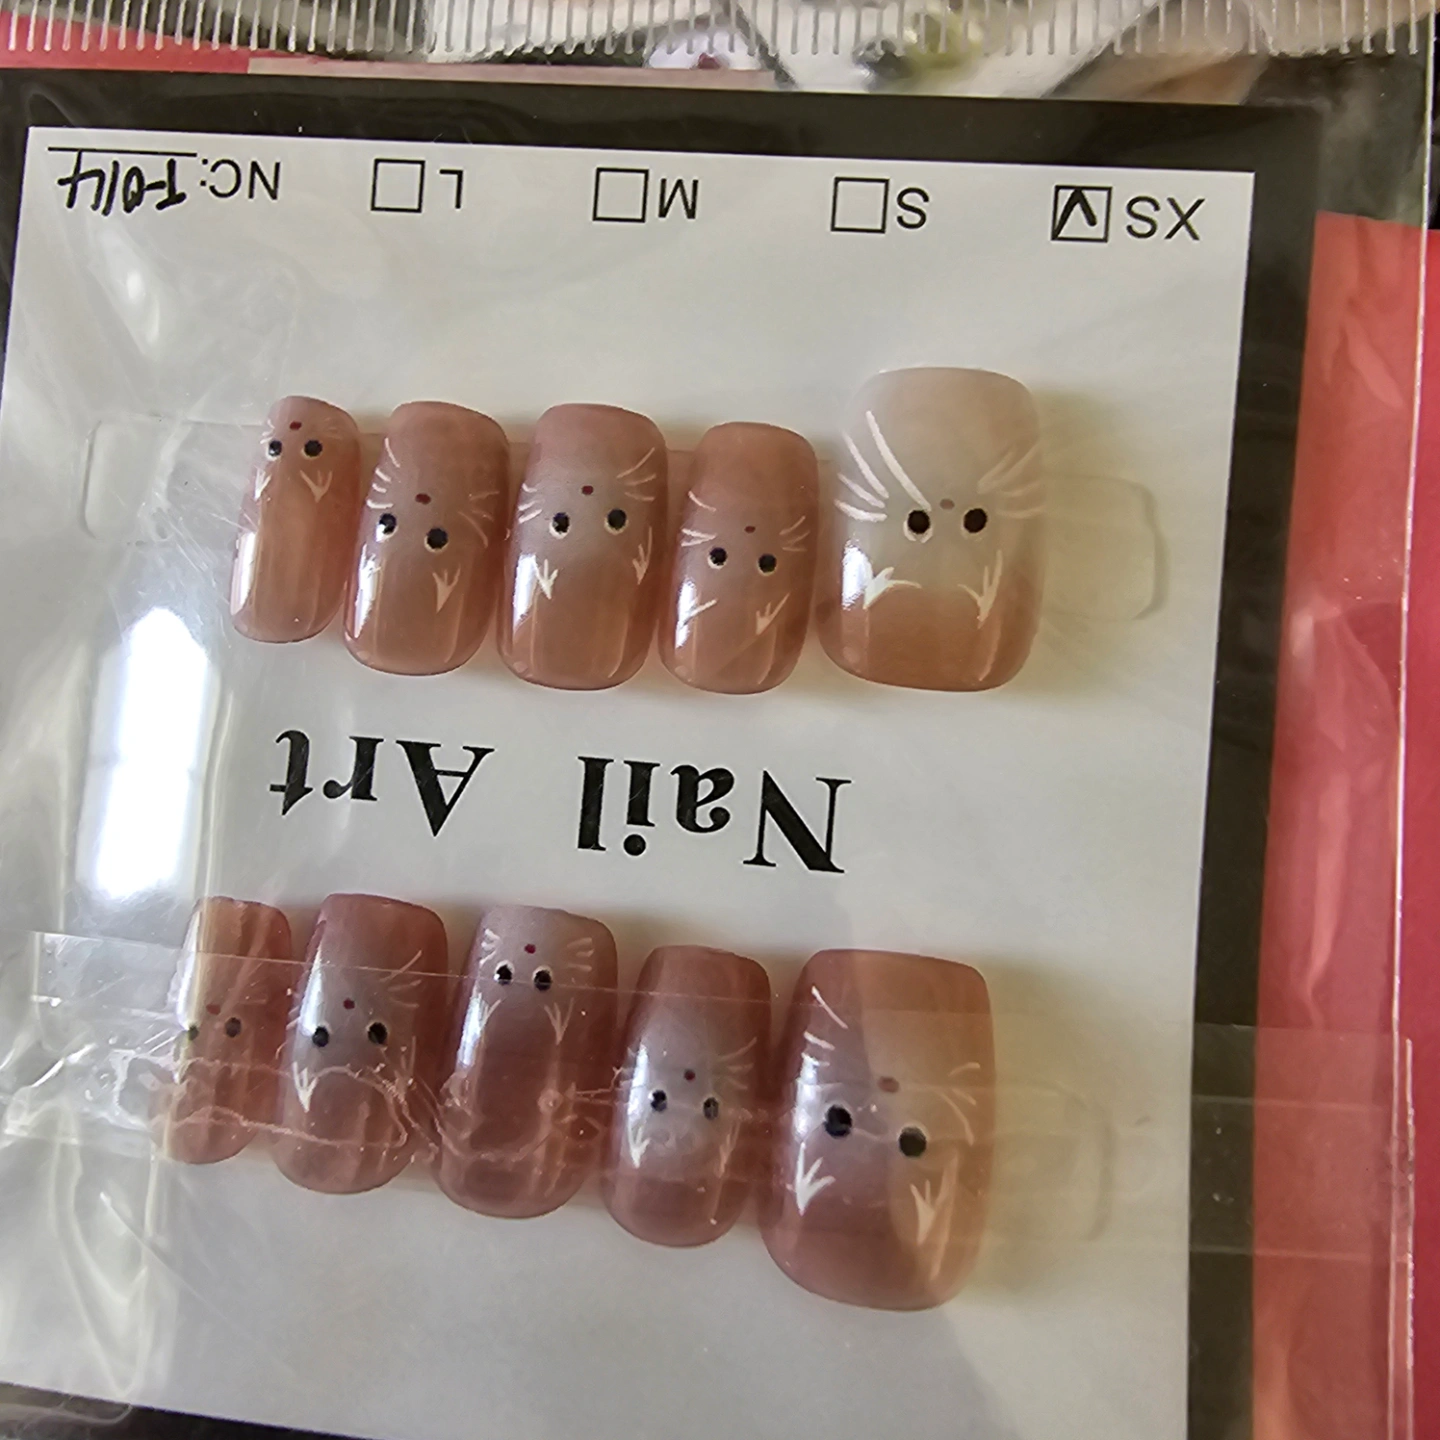 XS ☑ S ☐ M ☐ L ☐ NC: J-014
Nail Art